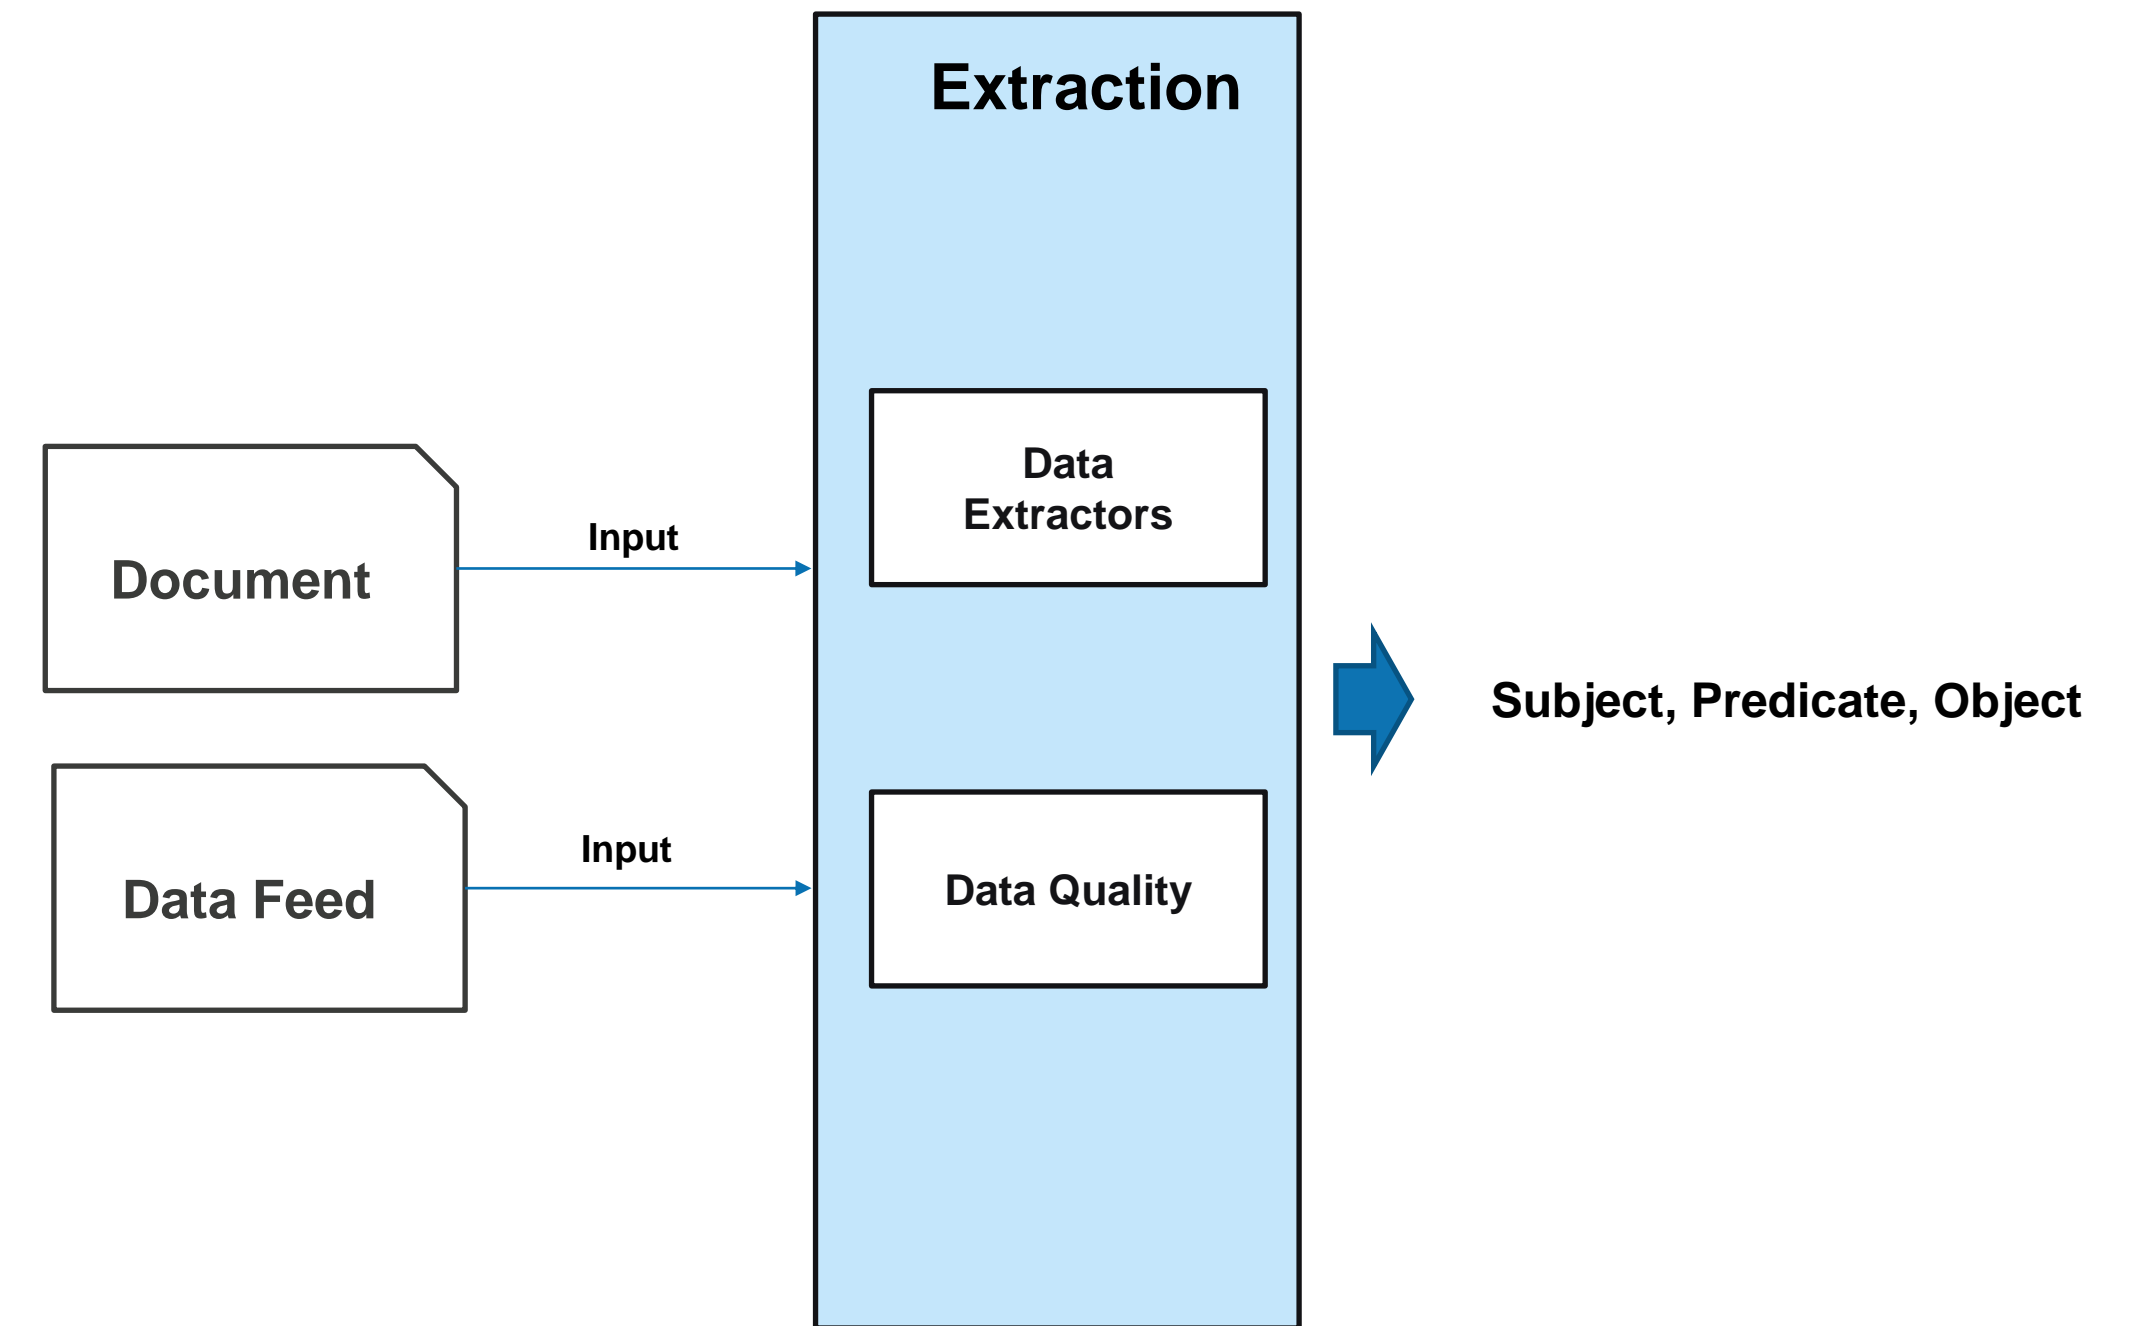 Extraction
Data
Extractors
Input
Document
Subject, Predicate, Object
Input
Data Quality
Data Feed